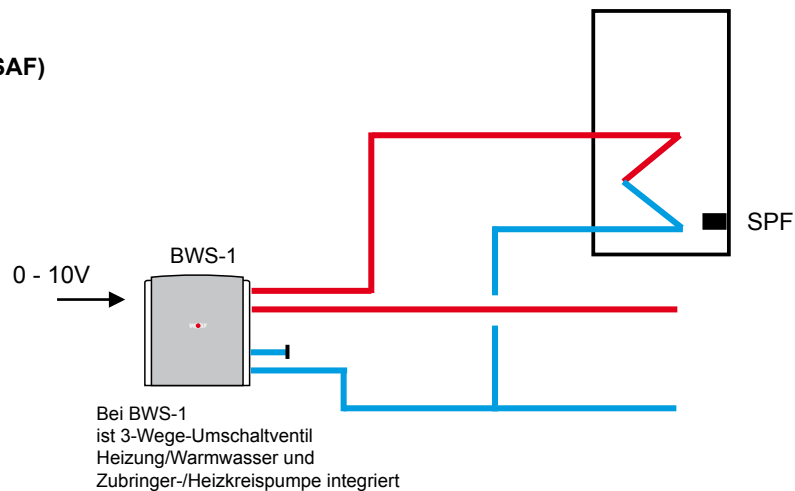 SAF)
SPF
BWS-1
0 - 10V
Bei BWS-1
ist 3-Wege-Umschaltventil
Heizung/Warmwasser und
Zubringer-/Heizkreispumpe integriert